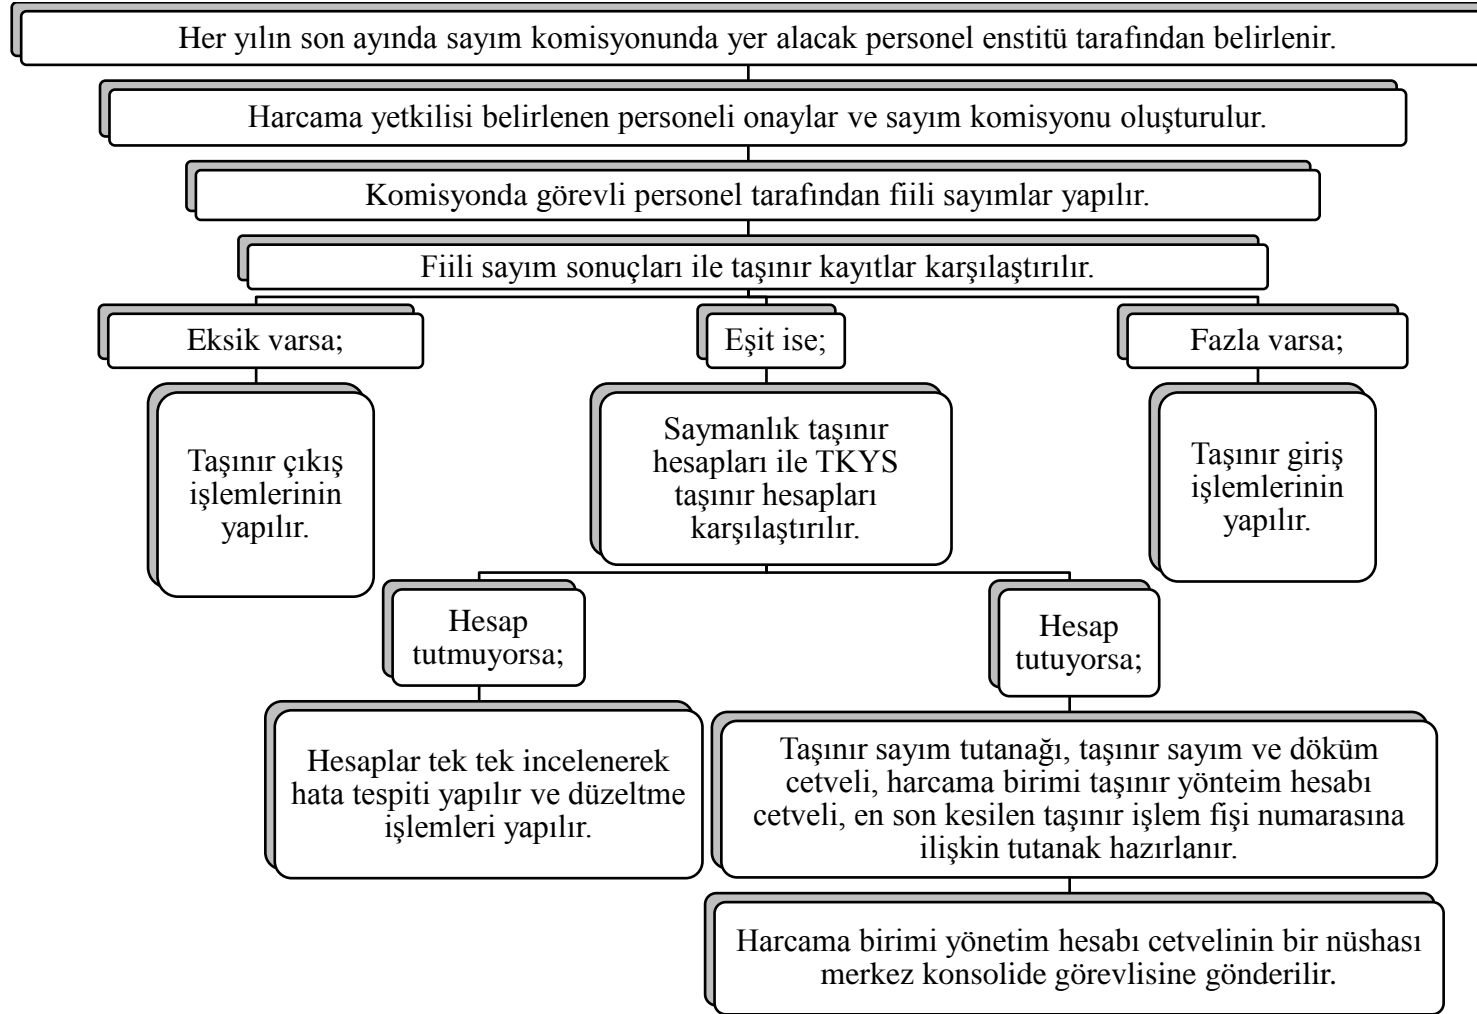 Her yılın son ayında sayım komisyonunda yer alacak personel enstitü tarafından belirlenir.
Harcama yetkilisi belirlenen personeli onaylar ve sayım komisyonu oluşturulur.
Komisyonda görevli personel tarafından fiili sayımlar yapılır.
Fiili sayım sonuçları ile taşınır kayıtlar karşılaştırılır.
Eksik varsa;
Taşınır çıkış
işlemlerinin
yapılır.
Eşit ise;
Saymanlık taşınır
hesapları ile TKYS
taşınır hesapları
karşılaştırılır.
Hesap
tutmuyorsa;
Hesaplar tek tek incelenerek
hata tespiti yapılır ve düzeltme
işlemleri yapılır.
Hesap
tutuyorsa;
Taşınır sayım tutanağı, taşınır sayım ve döküm
cetveli, harcama birimi taşınır yönteim hesabı
cetveli, en son kesilen taşınır işlem fişi numarasına
ilişkin tutanak hazırlanır.
Harcama birimi yönetim hesabı cetvelinin bir nüshası
merkez konsolide görevlisine gönderilir.
Fazla varsa;
Taşınır giriş
işlemlerinin
yapılır.